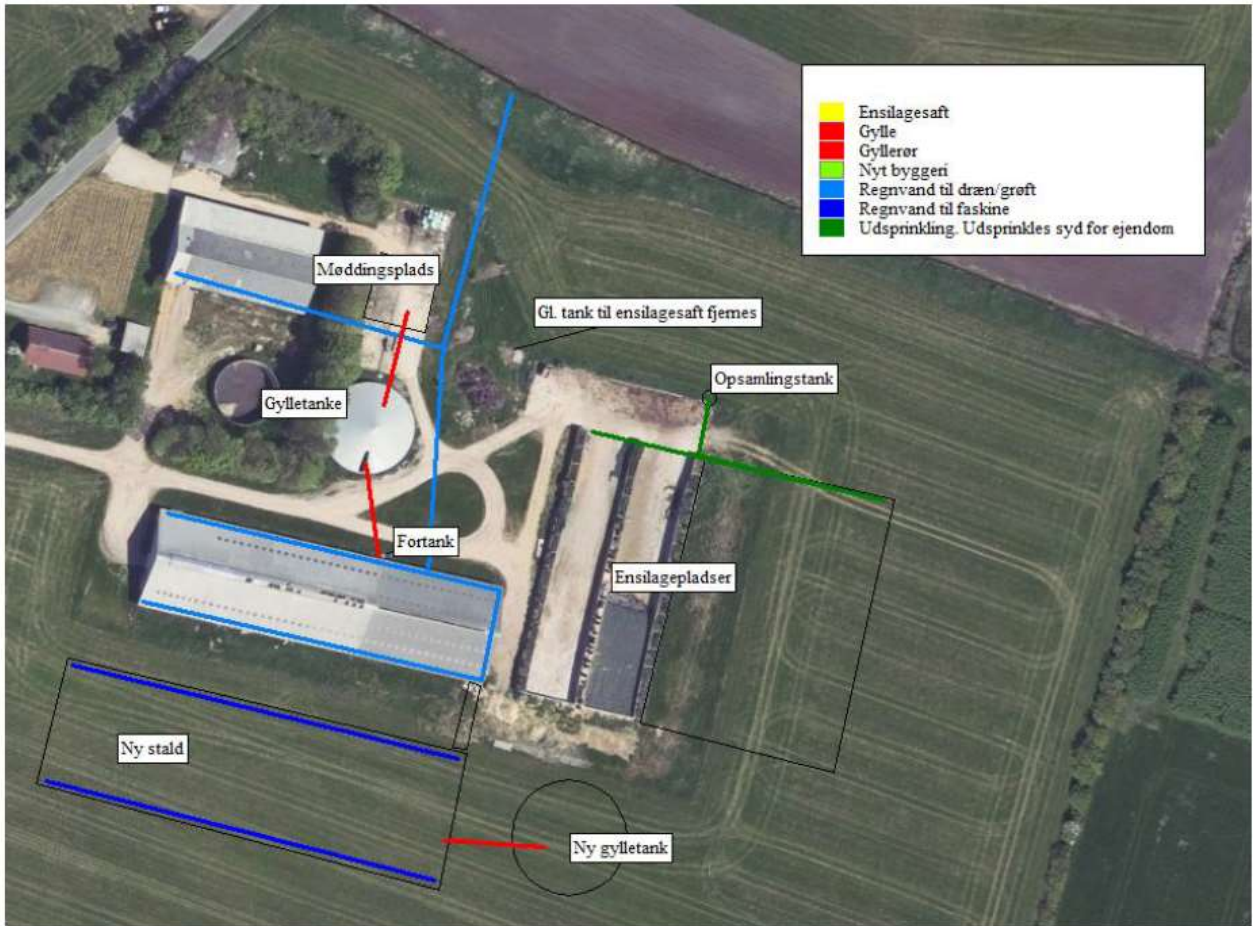 Ensilagesaft
Gylle
Gyllerør
Nyt byggeri
Regnvand til dræn/grøft
Regnvand til faskine
Udsprinkling. Udsprinkles syd for ejendom
Møddingsplads
Gl. tank til ensilagesaft fjernes
Opsamlingstank
Gylletanke
Fortank
Ensilagepladser
Ny stald
Ny gylletank